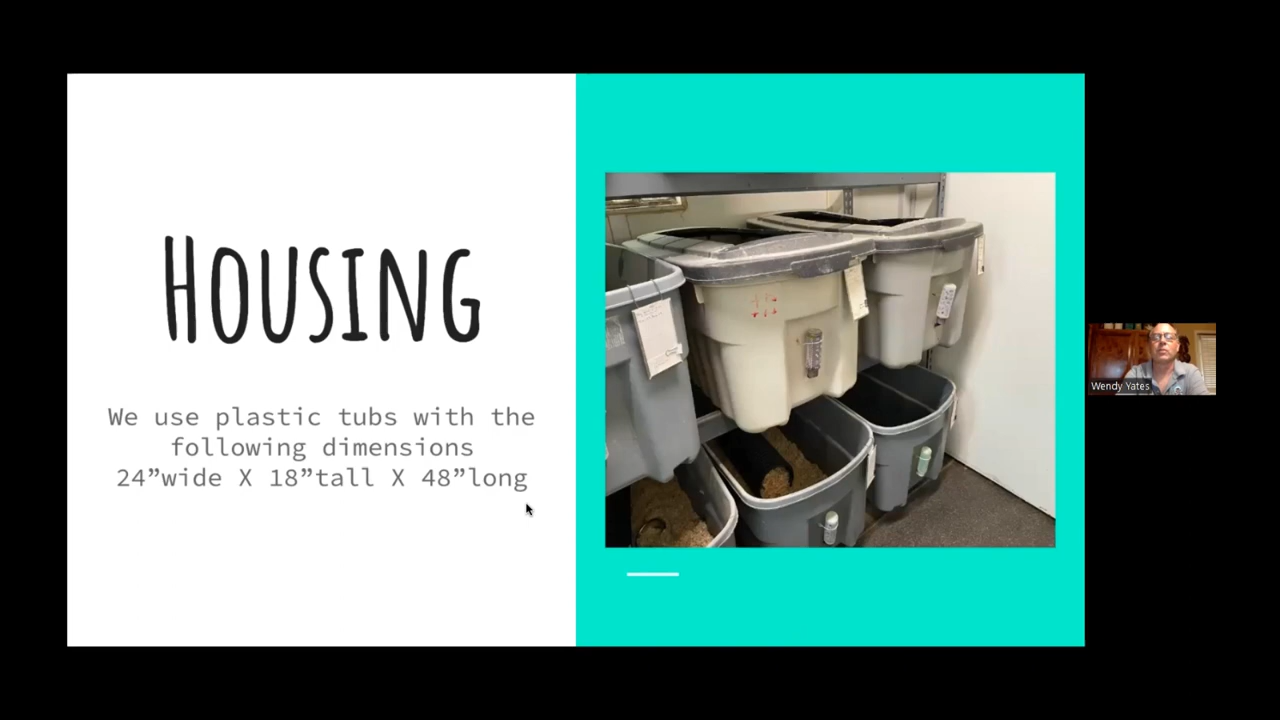 Housing
We use plastic tubs with the
following dimensions
24”wide X 18”tall X 48”long
Wendy Yates